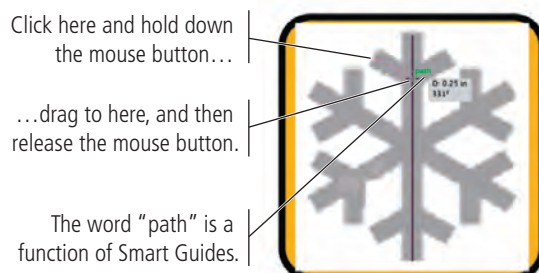 Click here and hold down
the mouse button…
path
D: 0.25 in
331°
…drag to here, and then
release the mouse button.
The word "path" is a
function of Smart Guides.